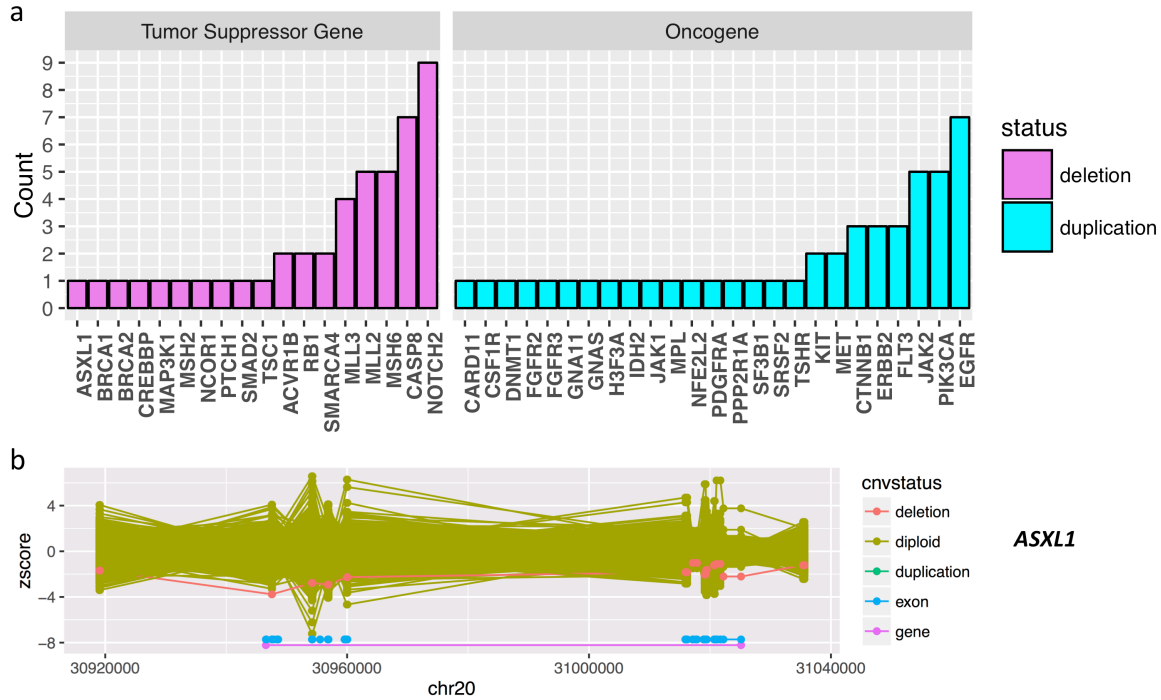 a
Tumor Suppressor Gene
Oncogene
Count
9
8
7
6
5
4
3
2
1
0
ASXL1
BRCA1
BRCA2
CREBBP
MAP3K1
MSH2
NCOR1
PTCH1
SMAD2
TSC1
ACVR1B
RB1
SMARCA4
MLL3
MLL2
MSH6
CASP8
NOTCH2
CARD11
CSF1R
DNMT1
FGFR2
FGFR3
GNA11
GNAS
H3F3A
IDH2
JAK1
MPL
NFE2L2
PDGFRA
PPP2R1A
SF3B1
SRSF2
TSHR
KIT
MET
CTNNB1
ERBB2
FLT3
JAK2
PIK3CA
EGFR
status
deletion
duplication
b
zscore
4
0
−4
−8
30920000
30960000
31000000
31040000
chr20
cnvstatus
deletion
diploid
duplication
exon
gene
ASXL1